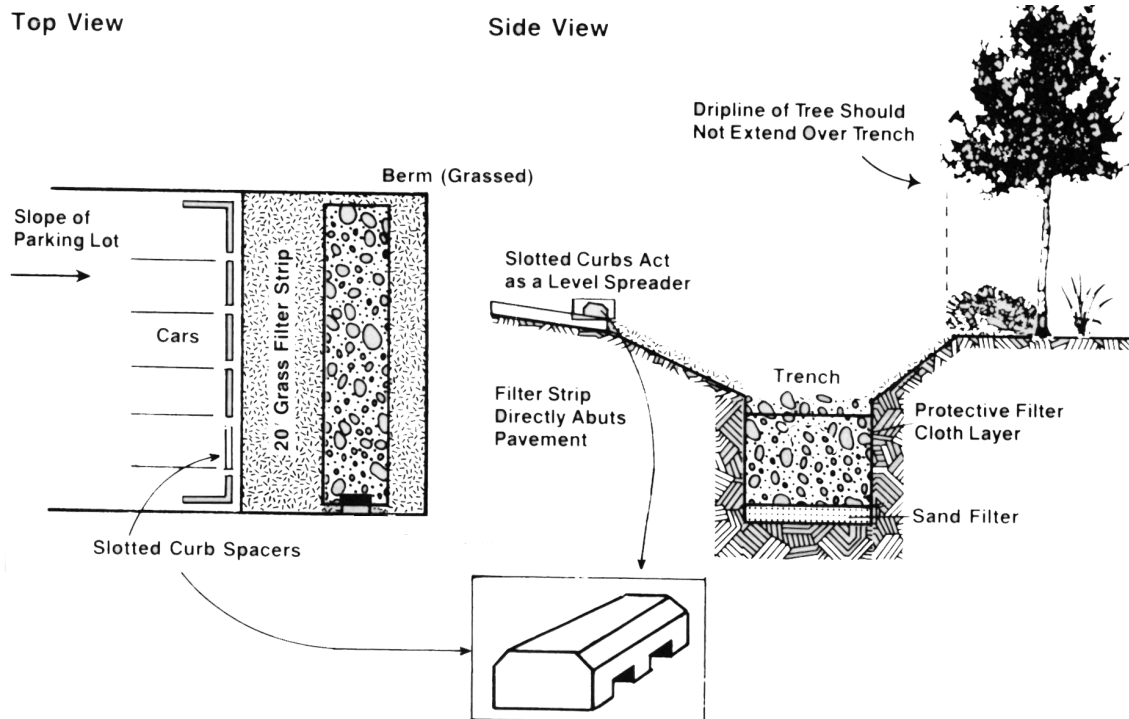 Top View
Side View
Dripline of Tree Should
Not Extend Over Trench
Berm (Grassed)
Slope of
Parking Lot
Cars
20' Grass Filter Strip
Slotted Curbs Act
as a Level Spreader
Trench
Filter Strip
Directly Abuts
Pavement
Protective Filter
Cloth Layer
Sand Filter
Slotted Curb Spacers